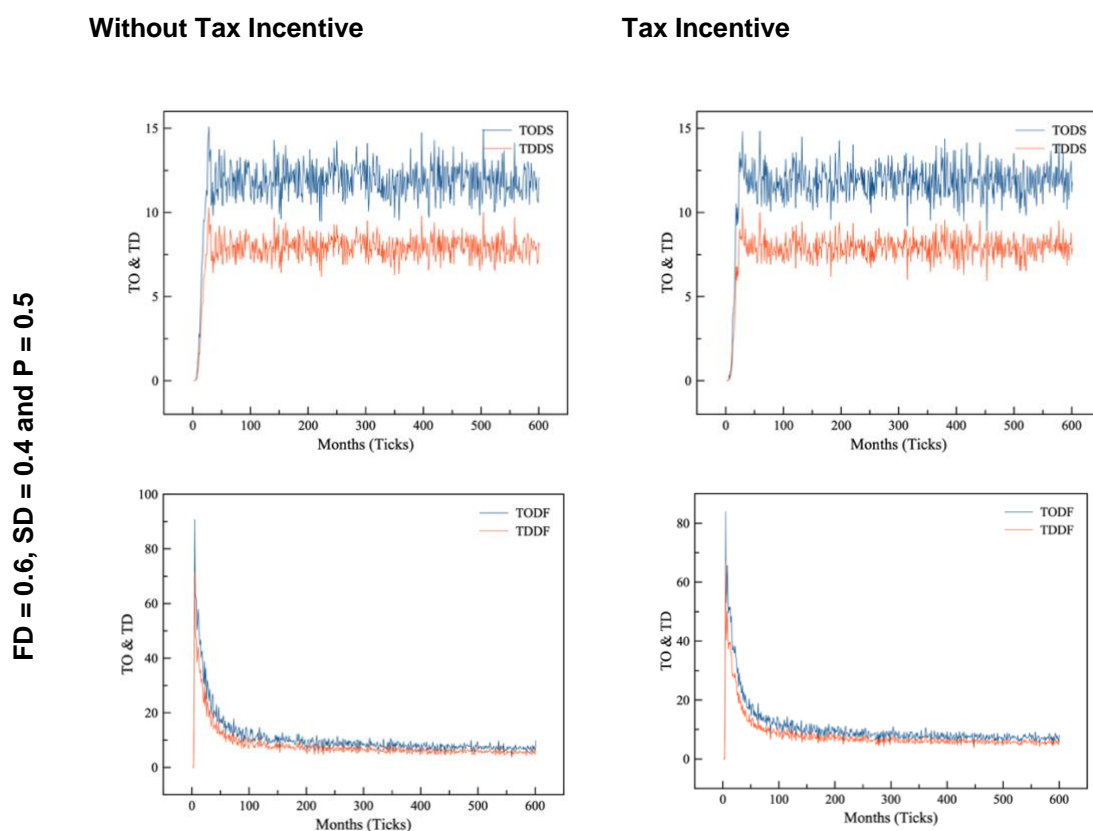 Without Tax Incentive
Tax Incentive
FD = 0.6, SD = 0.4 and P = 0.5
TO & TD
15
10
5
0
TODS
TDDS
0 100 200 300 400 500 600
Months (Ticks)
TO & TD
15
10
5
0
TODS
TDDS
0 100 200 300 400 500 600
Months (Ticks)
TO & TD
100
80
60
40
20
0
TODF
TDDF
0 100 200 300 400 500 600
Months (Ticks)
TO & TD
80
60
40
20
0
TODF
TDDF
0 100 200 300 400 500 600
Months (Ticks)